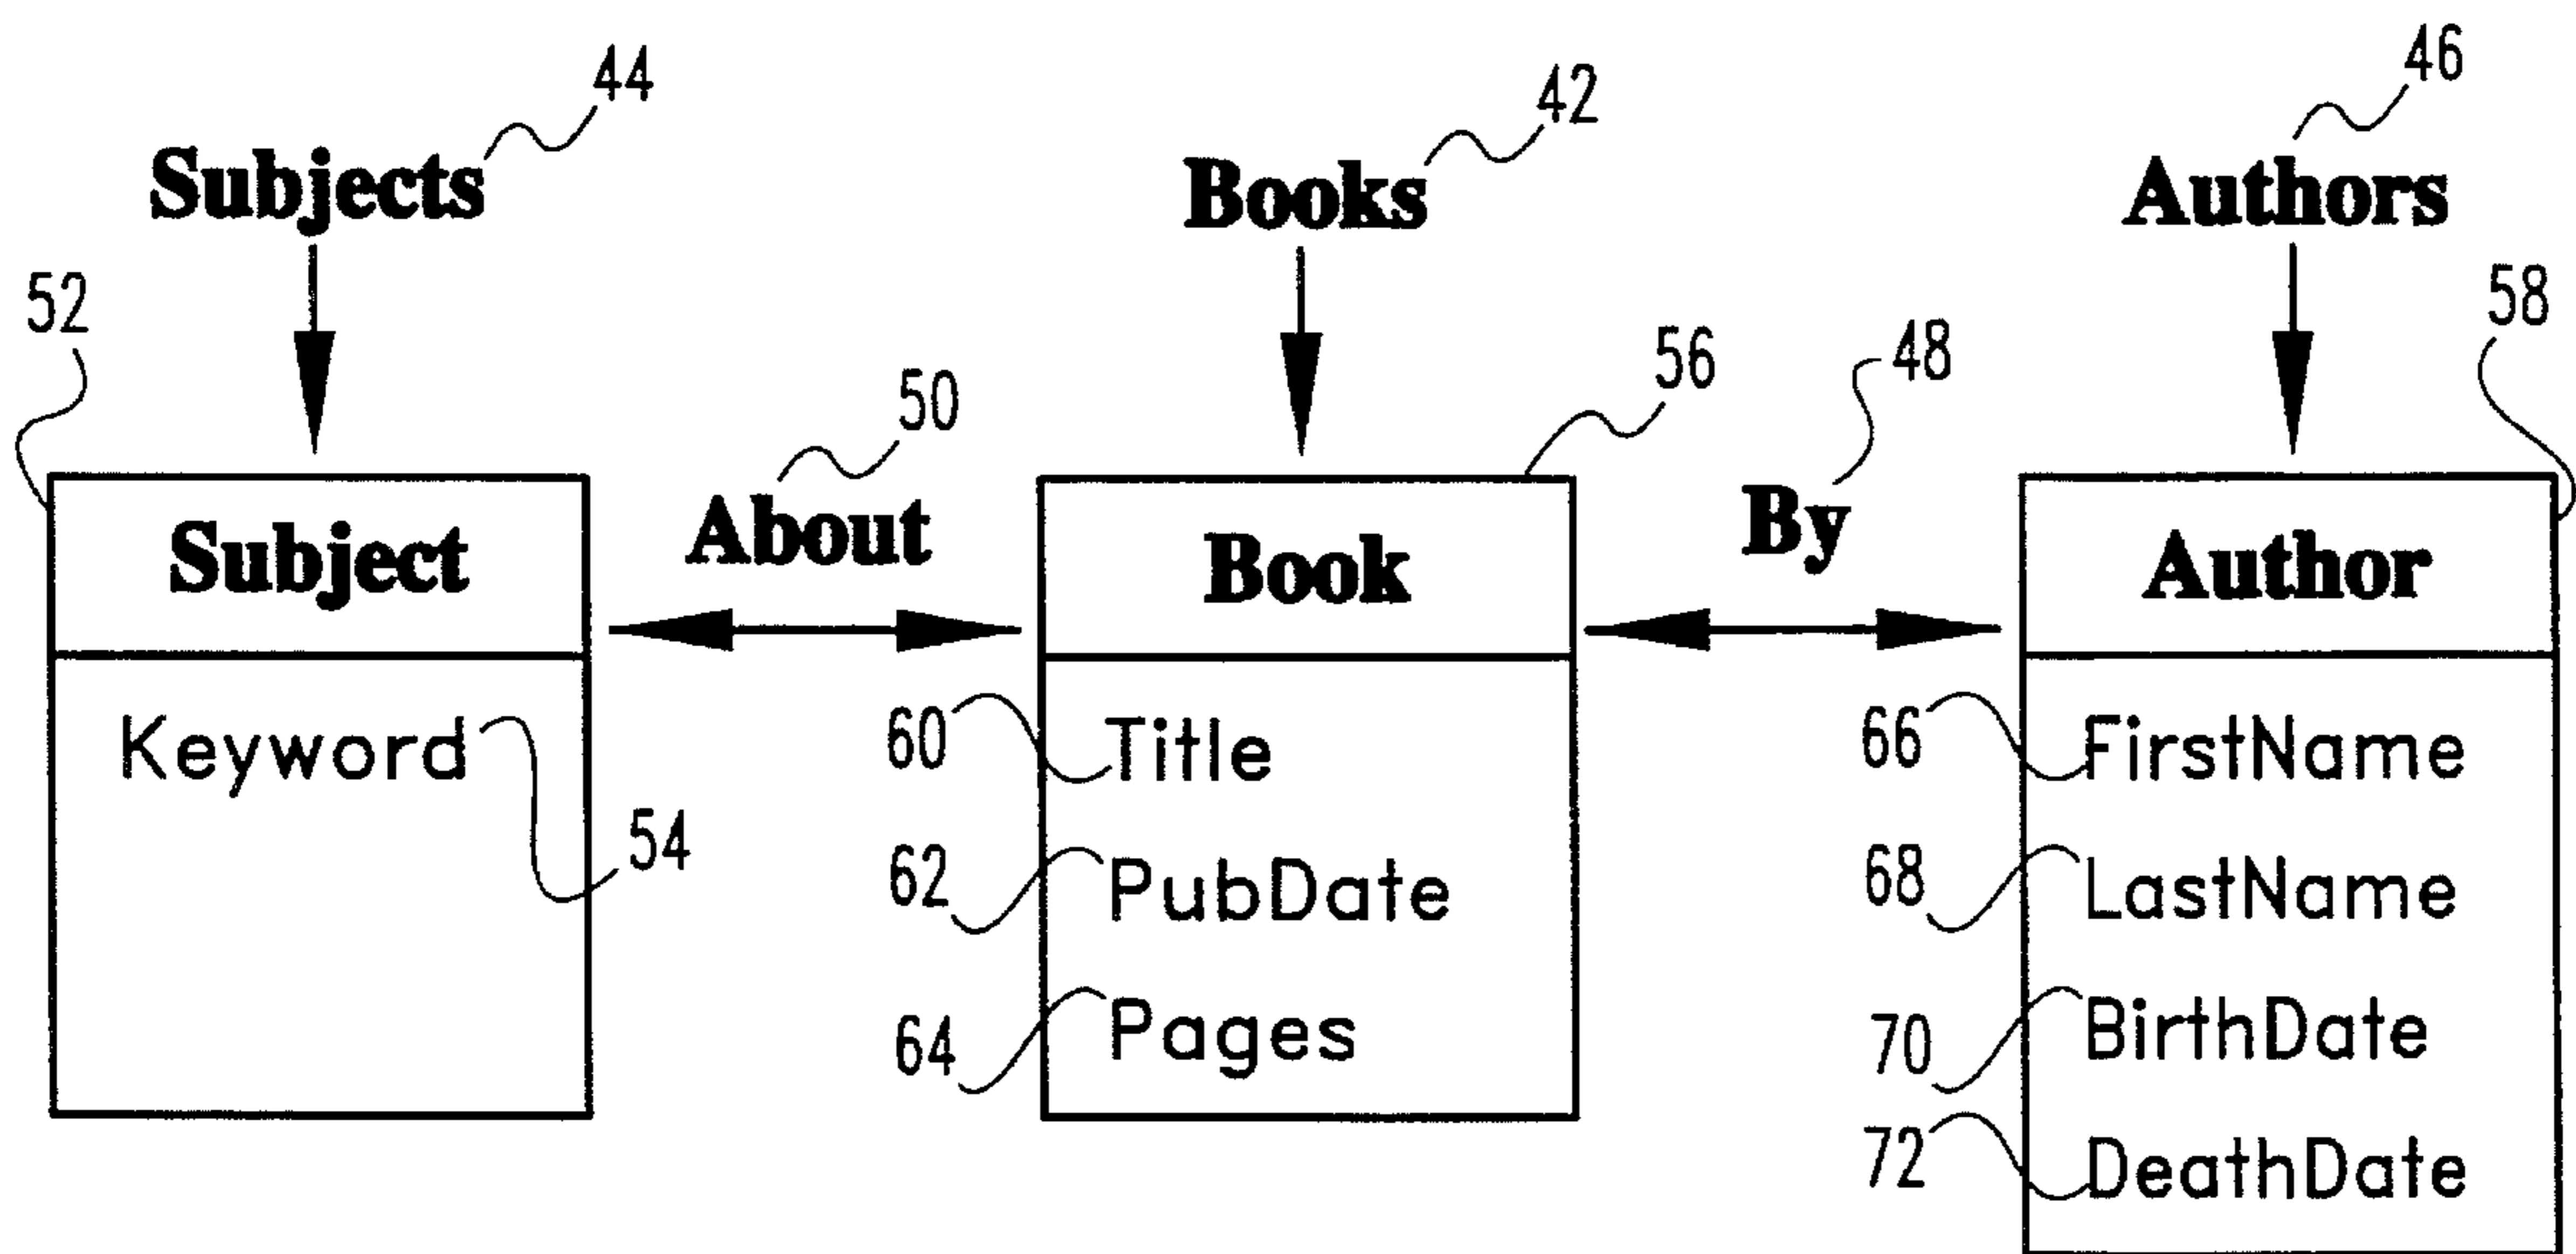 44 42 46
Subjects Books Authors
52 50 56 48 58
Subject About Book By Author
Keyword 60 Title 66 FirstName
54 62 PubDate 68 LastName
64 Pages 70 BirthDate
72 DeathDate